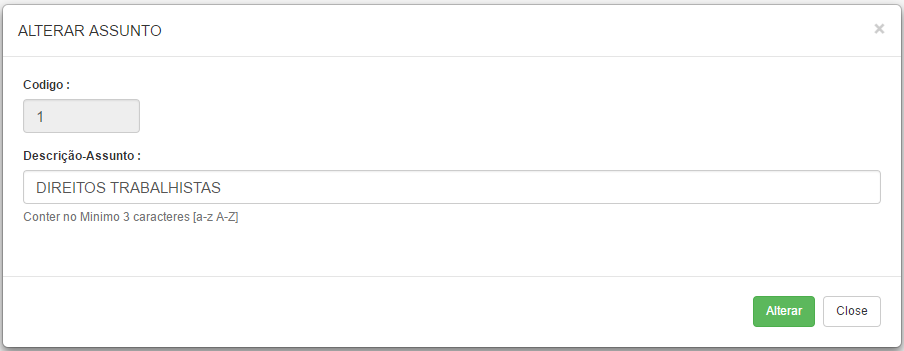 ALTERAR ASSUNTO ×
Codigo :
1
Descrição-Assunto :
DIREITOS TRABALHISTAS
Conter no Minimo 3 caracteres [a-z A-Z]
Alterar Close